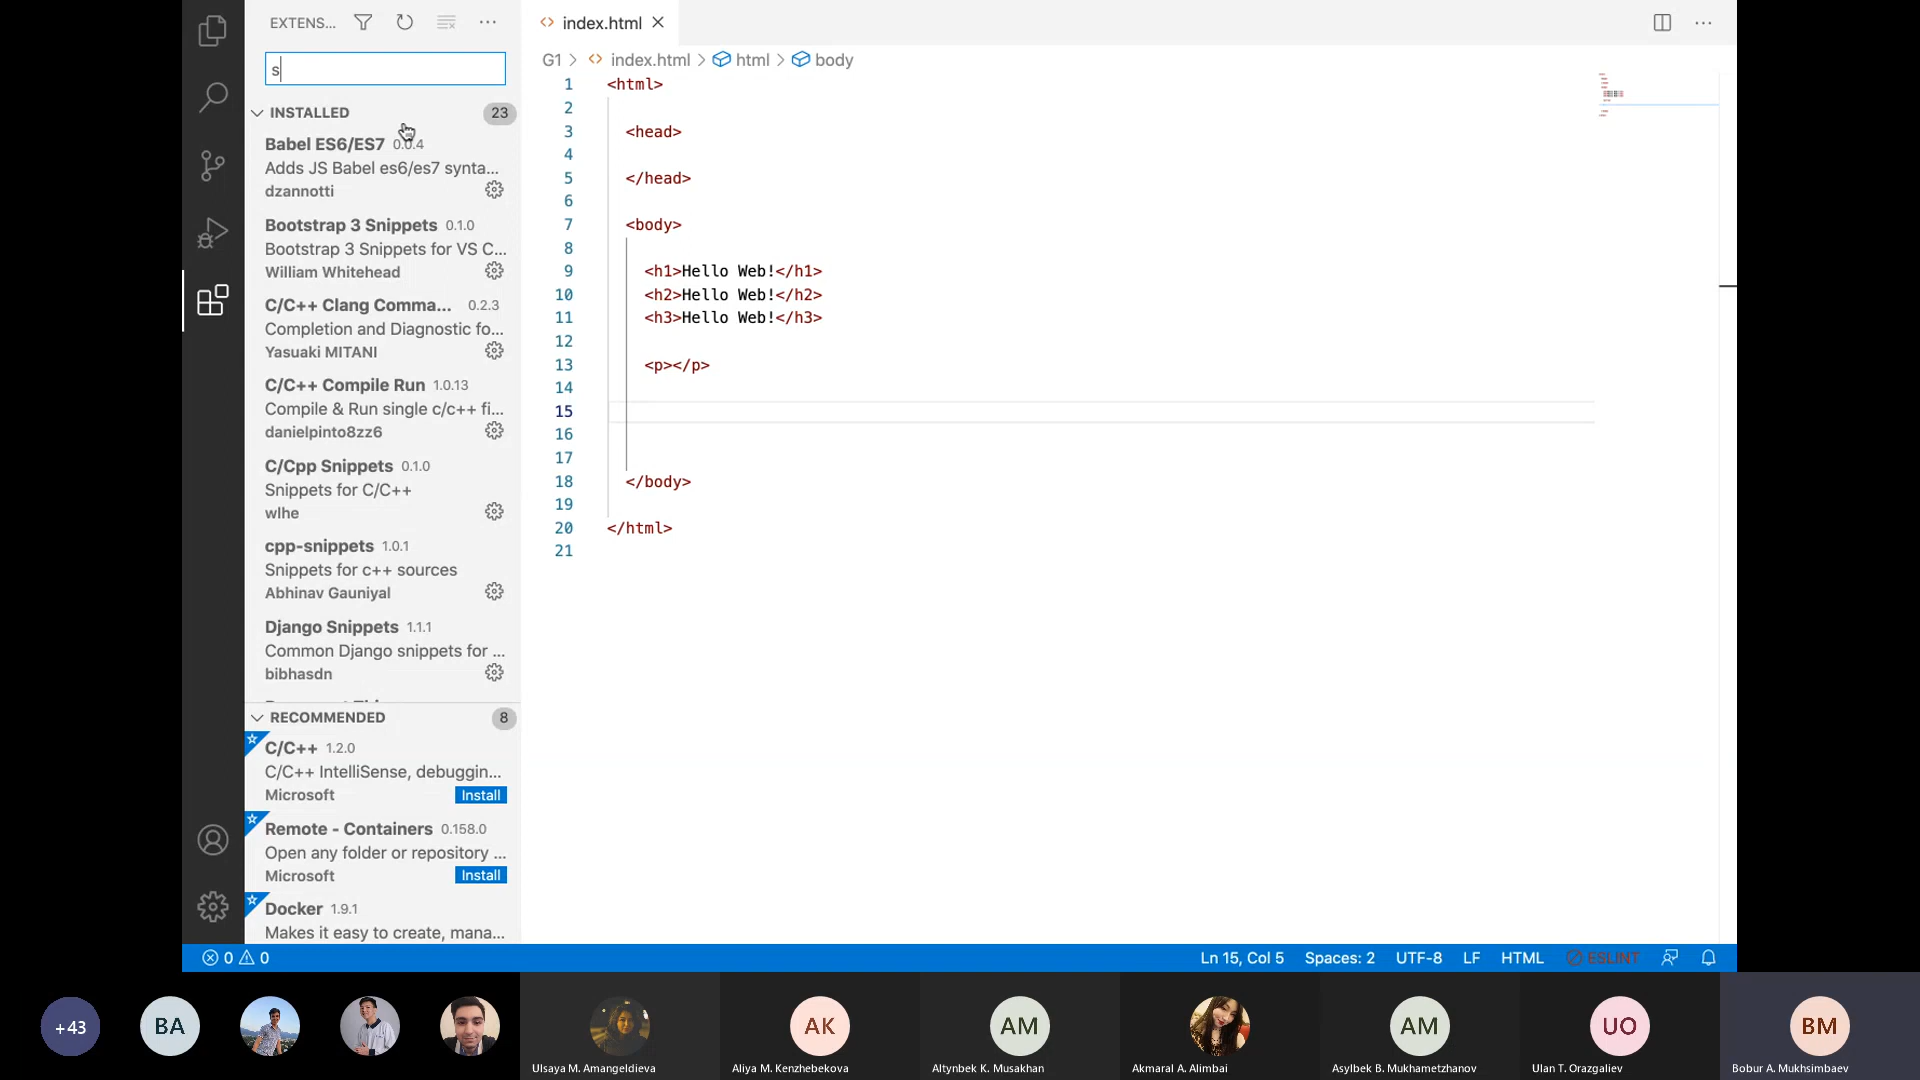 EXTENS...
s
INSTALLED 23
Babel ES6/ES7 0.0.4
Adds JS Babel es6/es7 synta...
dzannotti
Bootstrap 3 Snippets 0.1.0
Bootstrap 3 Snippets for VS C...
William Whitehead
C/C++ Clang Comma... 0.2.3
Completion and Diagnostic fo...
Yasuaki MITANI
C/C++ Compile Run 1.0.13
Compile & Run single c/c++ fi...
danielpinto8zz6
C/Cpp Snippets 0.1.0
Snippets for C/C++
wlhe
cpp-snippets 1.0.1
Snippets for c++ sources
Abhinav Gauniyal
Django Snippets 1.1.1
Common Django snippets for ...
bibhasdn
RECOMMENDED 8
C/C++ 1.2.0
C/C++ IntelliSense, debuggin...
Microsoft Install
Remote - Containers 0.158.0
Open any folder or repository ...
Microsoft Install
Docker 1.9.1
Makes it easy to create, mana...
index.html
G1 > index.html > html > body
1 <html>
2
3 <head>
4
5 </head>
6
7 <body>
8
9 <h1>Hello Web!</h1>
10 <h2>Hello Web!</h2>
11 <h3>Hello Web!</h3>
12
13 <p></p>
14
15
16
17
18 </body>
19
20 </html>
21
0 0 Ln 15, Col 5 Spaces: 2 UTF-8 LF HTML ESLINT
+43 BA AK AM AM UO BM
Ulsaya M. Amangeldieva Aliya M. Kenzhebekova Altynbek K. Musakhan Akmaral A. Alimbai Asylbek B. Mukhametzhanov Ulan T. Orazgaliev Bobur A. Mukhsimbaev